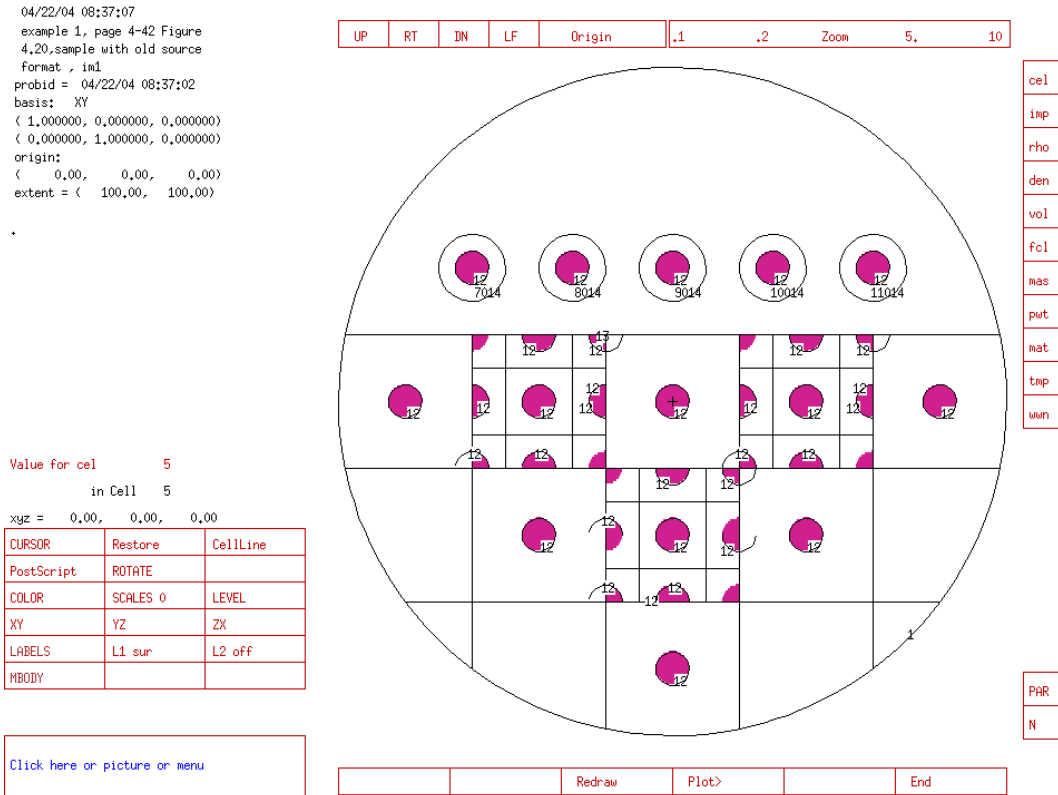 04/22/04 08:37:07
example 1, page 4-42 Figure
4.20,sample with old source
format , im1
probid = 04/22/04 08:37:02
basis: XY
( 1.000000, 0.000000, 0.000000)
( 0.000000, 1.000000, 0.000000)
origin:
( 0.00, 0.00, 0.00)
extent = ( 100.00, 100.00)
UP RT DN LF Origin .1 .2 Zoom 5. 10
cel
imp
rho
den
vol
fcl
mas
pwt
mat
tmp
wwn
12 12 12 12 12
7014 8014 9014 10014 11014
13
12 12 12 12
12 12
12 12 12 12 12 12 12 12 12
12 12 12 12
12 12
12 12 12 12
12
12 12
12 12
12
1
12
Value for cel 5
in Cell 5
xyz = 0.00, 0.00, 0.00
CURSOR Restore CellLine
PostScript ROTATE
COLOR SCALES 0 LEVEL
XY YZ ZX
LABELS L1 sur L2 off
MBODY
PAR
N
Click here or picture or menu
Redraw Plot> End